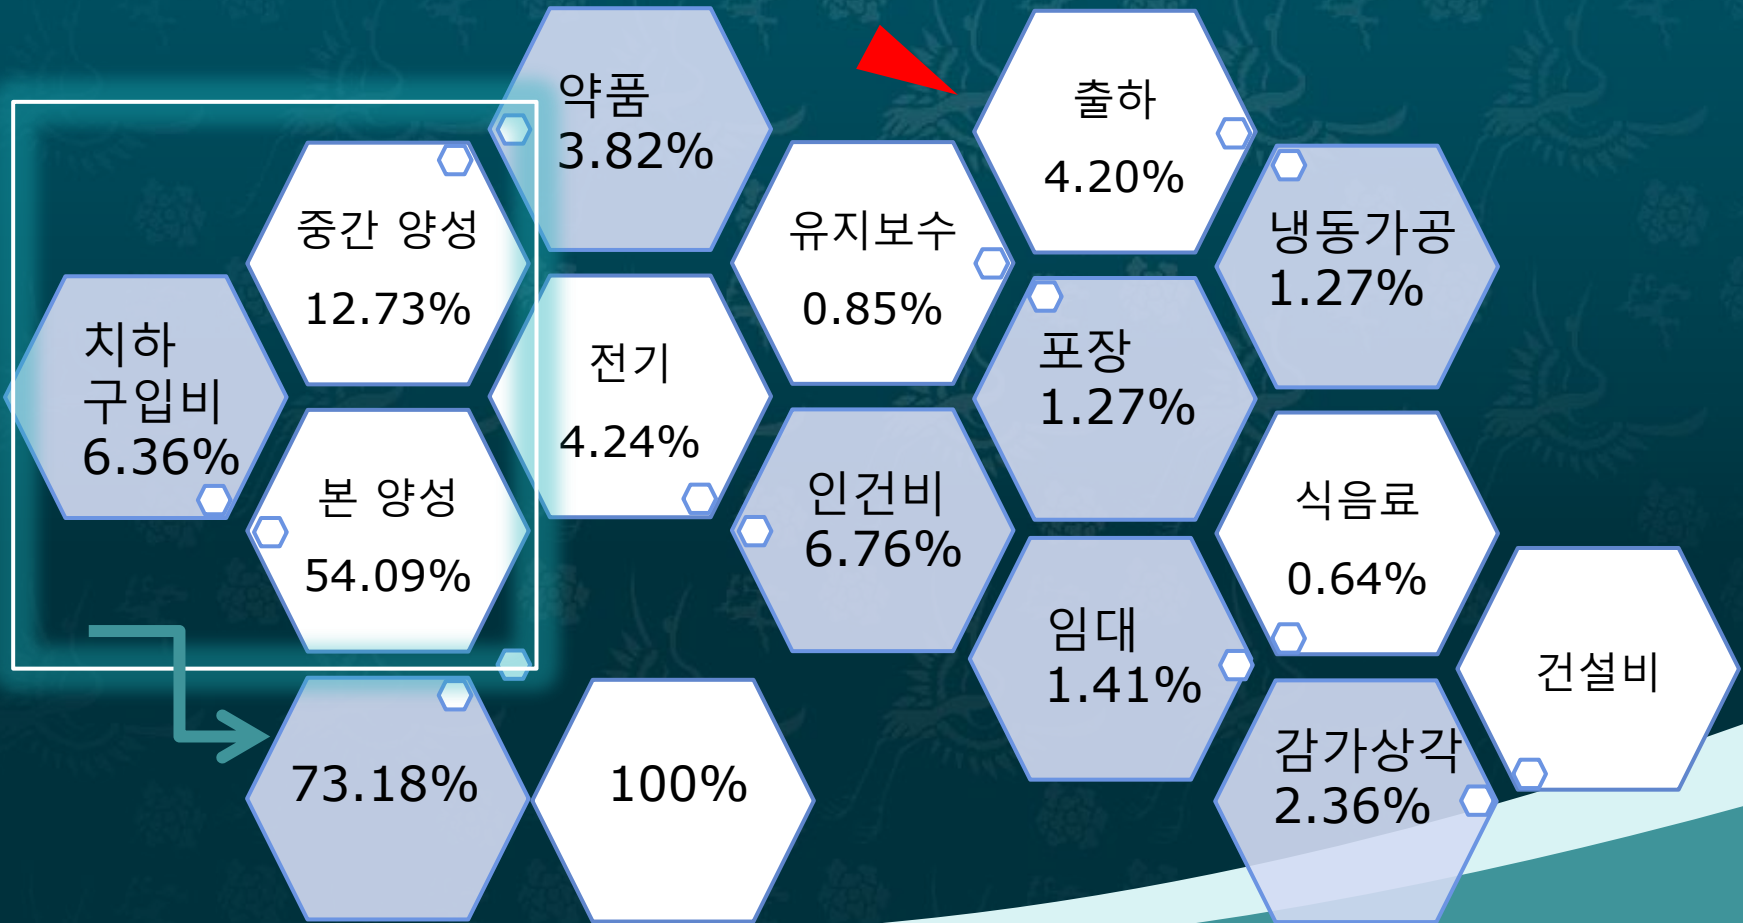 약품
3.82%
출하
4.20%
중간 양성
12.73%
유지보수
0.85%
냉동가공
1.27%
치하
구입비
6.36%
전기
4.24%
포장
1.27%
본 양성
54.09%
인건비
6.76%
식음료
0.64%
임대
1.41%
건설비
73.18%
100%
감가상각
2.36%